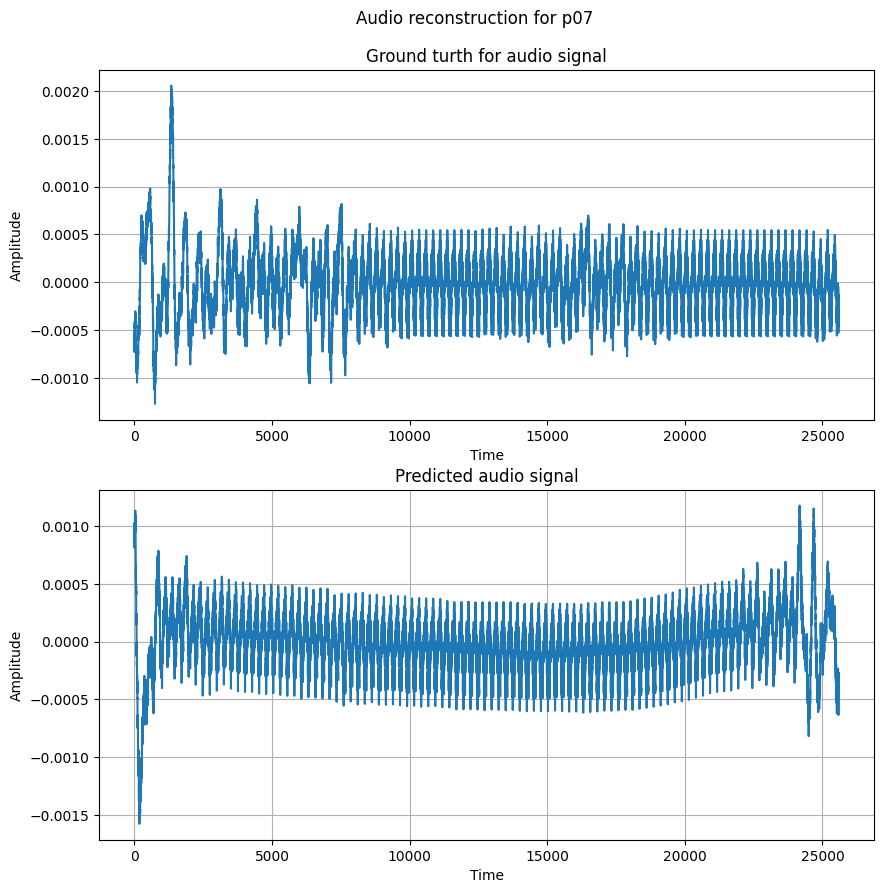 Audio reconstruction for p07
Ground turth for audio signal
0.0020
0.0015
0.0010
0.0005
0.0000
−0.0005
−0.0010
Amplitude
0 5000 10000 15000 20000 25000
Time
Predicted audio signal
0.0010
0.0005
0.0000
−0.0005
−0.0010
−0.0015
Amplitude
0 5000 10000 15000 20000 25000
Time